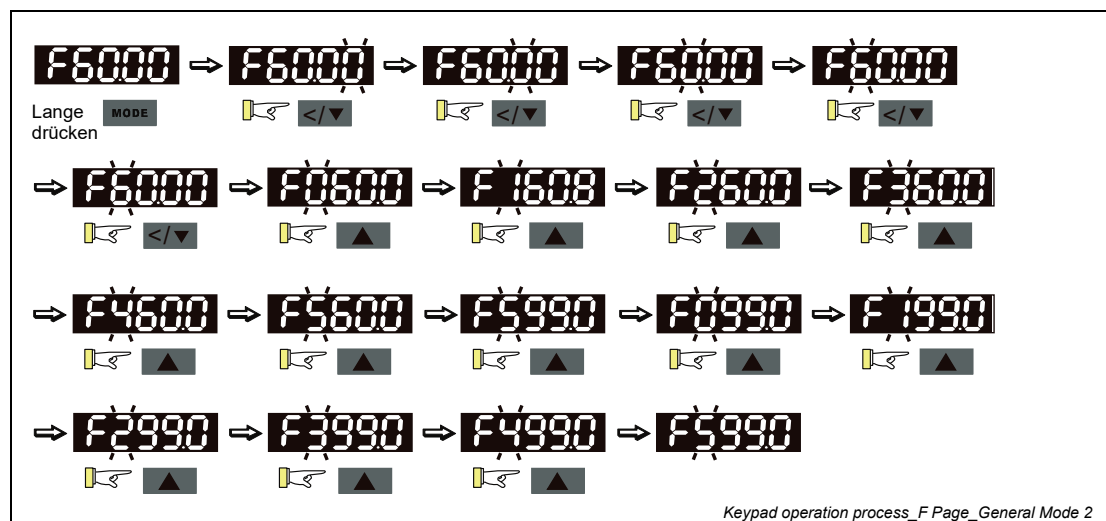 F60.00 F60.00 F60.00 F60.00 F60.00
Lange
drücken MODE </▼ </▼ </▼ </▼
F60.00 F060.0 F160.8 F260.0 F360.0
</▼ ▲ ▲ ▲ ▲
F460.0 F560.0 F599.0 F099.0 F199.0
▲ ▲ ▲ ▲ ▲
F299.0 F399.0 F499.0 F599.0
▲ ▲ ▲
Keypad operation process_F Page_General Mode 2